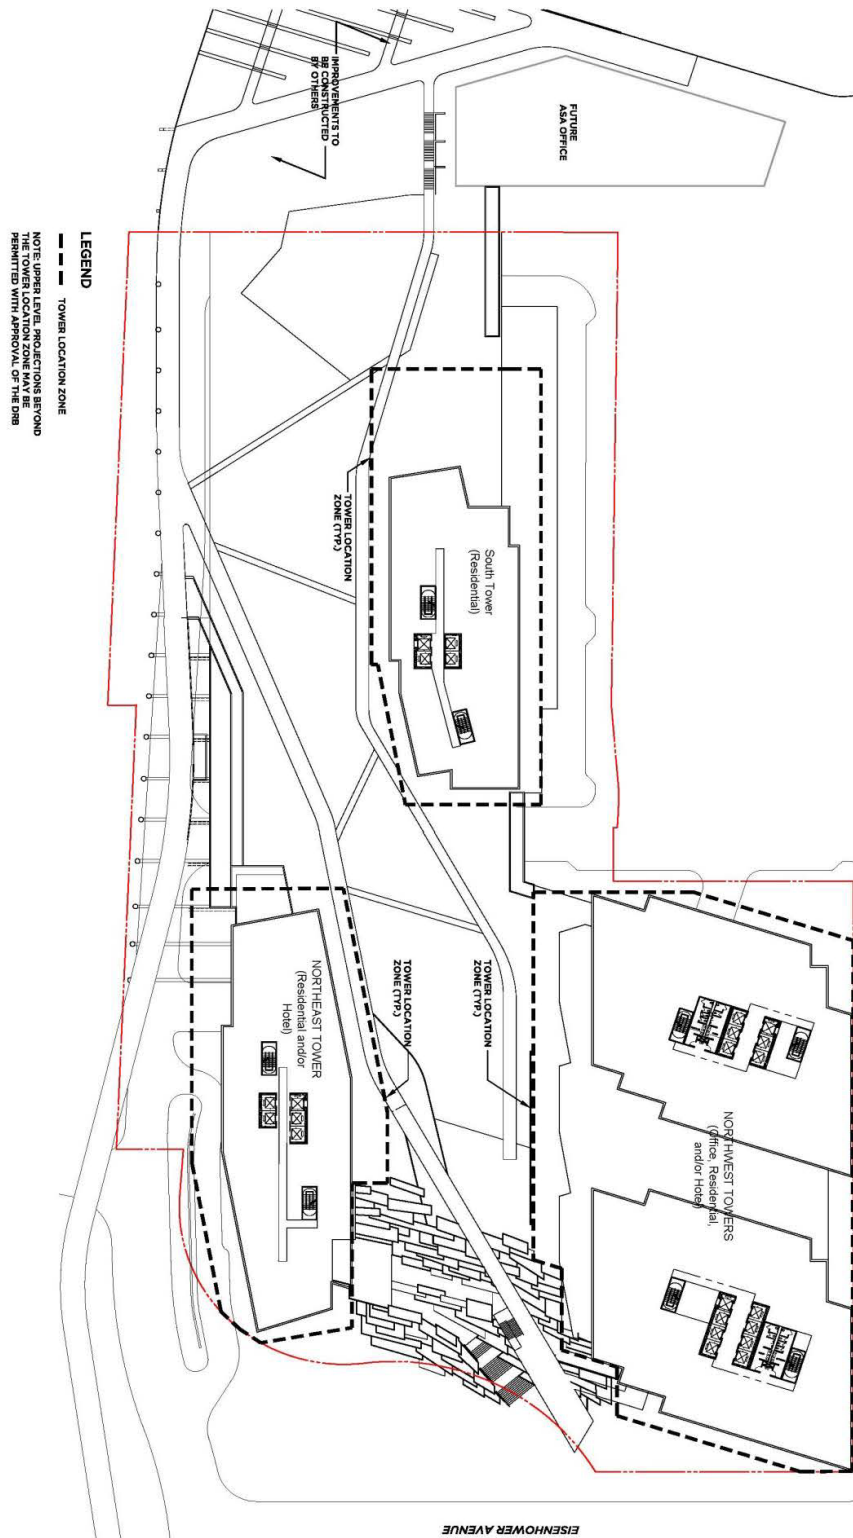 IMPROVEMENTS TO
BE CONSTRUCTED
BY OTHERS
FUTURE
ASA OFFICE
LEGEND
TOWER LOCATION ZONE
NOTE: UPPER LEVEL PROJECTIONS BEYOND
THE TOWER LOCATION ZONE MAY BE
PERMITTED WITH APPROVAL OF THE DRB
TOWER LOCATION
ZONE (TYP.)
South Tower
(Residential)
TOWER LOCATION
ZONE (TYP.)
TOWER LOCATION
ZONE (TYP.)
NORTHEAST TOWER
(Residential and/or
Hotel)
NORTHWEST TOWERS
(Office, Residential,
and/or Hotel)
EISENHOWER AVENUE